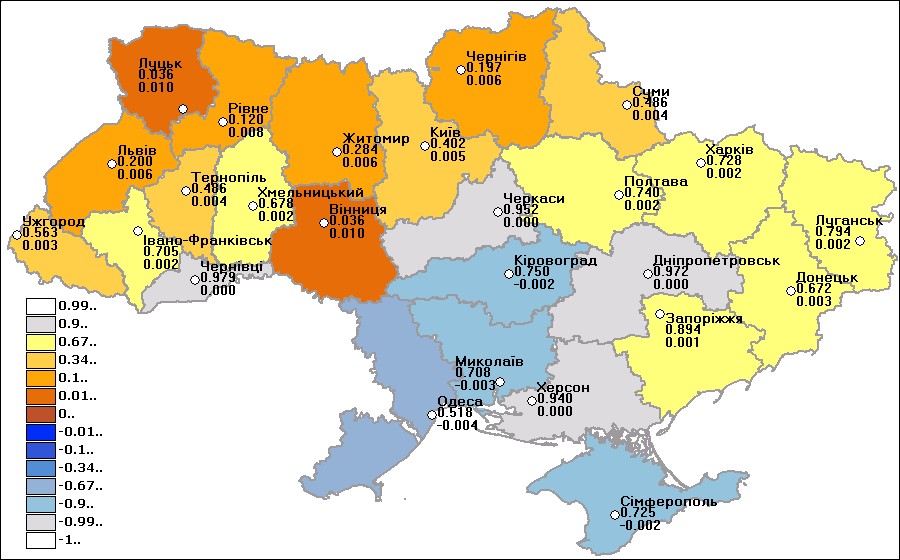 Чернігів
0.197
0.006
Луцьк
0.036
0.010
Суми
0.486
0.004
Рівне
0.120
0.008
Житомир
0.284
0.006
Київ
0.402
0.005
Харків
0.728
0.002
Львів
0.200
0.006
Тернопіль
0.486
0.004
Хмельницький
0.678
0.002
Полтава
0.740
0.002
Черкаси
0.952
0.000
Вінниця
0.036
0.010
Ужгород
0.563
0.003
Луганськ
0.794
0.002
Івано-Франківськ
0.705
0.002
Чернівці
0.979
0.000
Кіровоград
0.750
-0.002
Дніпропетровськ
0.972
0.000
Донецьк
0.672
0.003
Запоріжжя
0.894
0.001
Миколаїв
0.708
-0.003
Херсон
0.940
0.000
Одеса
0.518
-0.004
Сімферополь
0.725
-0.002
0.99..
0.9..
0.67..
0.34..
0.1..
0.01..
0..
-0.01..
-0.1..
-0.34..
-0.67..
-0.9..
-0.99..
-1..